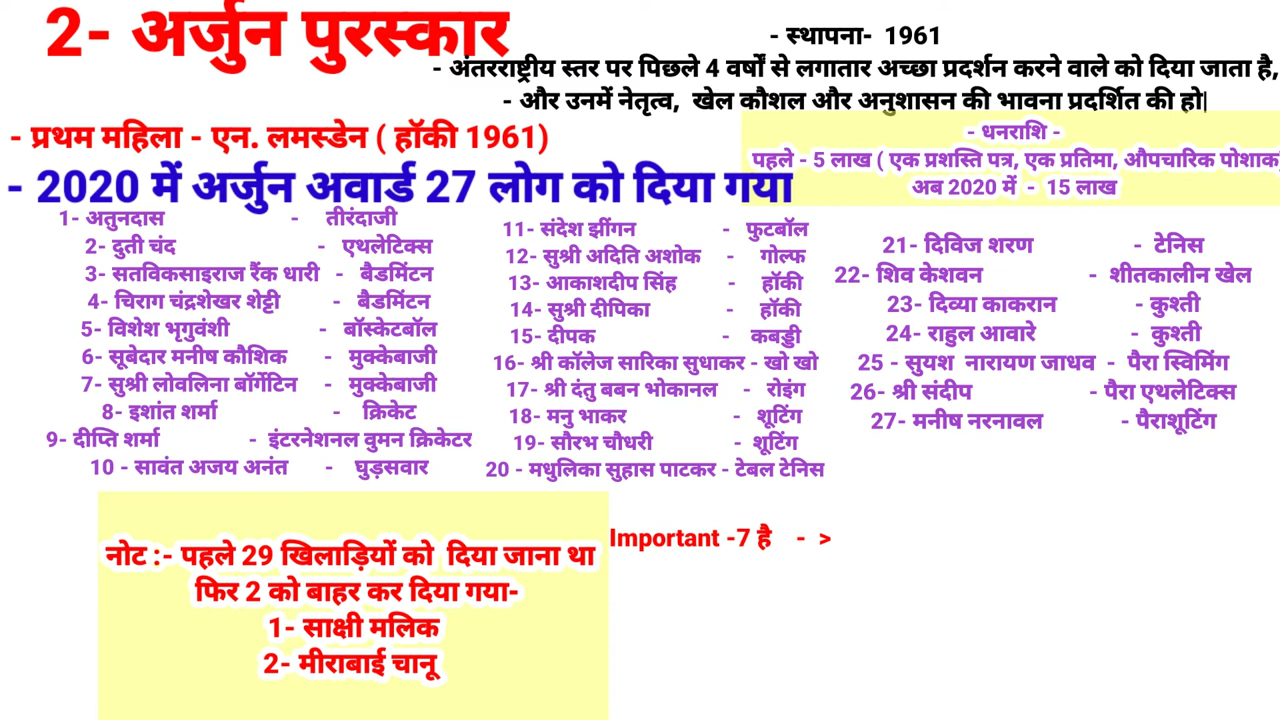 2- अर्जुन पुरस्कार
- स्थापना- 1961
- अंतरराष्ट्रीय स्तर पर पिछले 4 वर्षों से लगातार अच्छा प्रदर्शन करने वाले को दिया जाता है,
- और उनमें नेतृत्व, खेल कौशल और अनुशासन की भावना प्रदर्शित की हो|
- प्रथम महिला - एन. लमस्डेन ( हॉकी 1961)
- धनराशि -
पहले - 5 लाख ( एक प्रशस्ति पत्र, एक प्रतिमा, औपचारिक पोशाक)
अब 2020 में - 15 लाख
- 2020 में अर्जुन अवार्ड 27 लोग को दिया गया
1- अतुनदास - तीरंदाजी
2- दुती चंद - एथलेटिक्स
3- सतविकसाइराज रैंक धारी - बैडमिंटन
4- चिराग चंद्रशेखर शेट्टी - बैडमिंटन
5- विशेश भृगुवंशी - बॉस्केटबॉल
6- सूबेदार मनीष कौशिक - मुक्केबाजी
7- सुश्री लोवलिना बॉर्गेटिन - मुक्केबाजी
8- इशांत शर्मा - क्रिकेट
9- दीप्ति शर्मा - इंटरनेशनल वुमन क्रिकेटर
10 - सावंत अजय अनंत - घुड़सवार
11- संदेश झींगन - फुटबॉल
12- सुश्री अदिति अशोक - गोल्फ
13- आकाशदीप सिंह - हॉकी
14- सुश्री दीपिका - हॉकी
15- दीपक - कबड्डी
16- श्री कॉलेज सारिका सुधाकर - खो खो
17- श्री दंतु बबन भोकानल - रोइंग
18- मनु भाकर - शूटिंग
19- सौरभ चौधरी - शूटिंग
20 - मधुलिका सुहास पाटकर - टेबल टेनिस
21- दिविज शरण - टेनिस
22- शिव केशवन - शीतकालीन खेल
23- दिव्या काकरान - कुश्ती
24- राहुल आवारे - कुश्ती
25 - सुयश नारायण जाधव - पैरा स्विमिंग
26- श्री संदीप - पैरा एथलेटिक्स
27- मनीष नरनावल - पैराशूटिंग
नोट :- पहले 29 खिलाड़ियों को दिया जाना था
फिर 2 को बाहर कर दिया गया-
1- साक्षी मलिक
2- मीराबाई चानू
Important -7 है - >